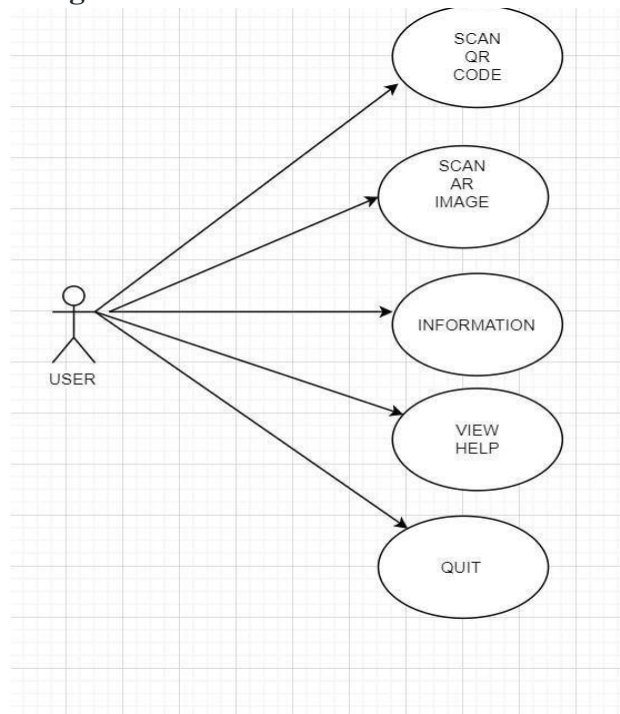 SCAN
QR
CODE
SCAN
AR
IMAGE
INFORMATION
USER
VIEW
HELP
QUIT